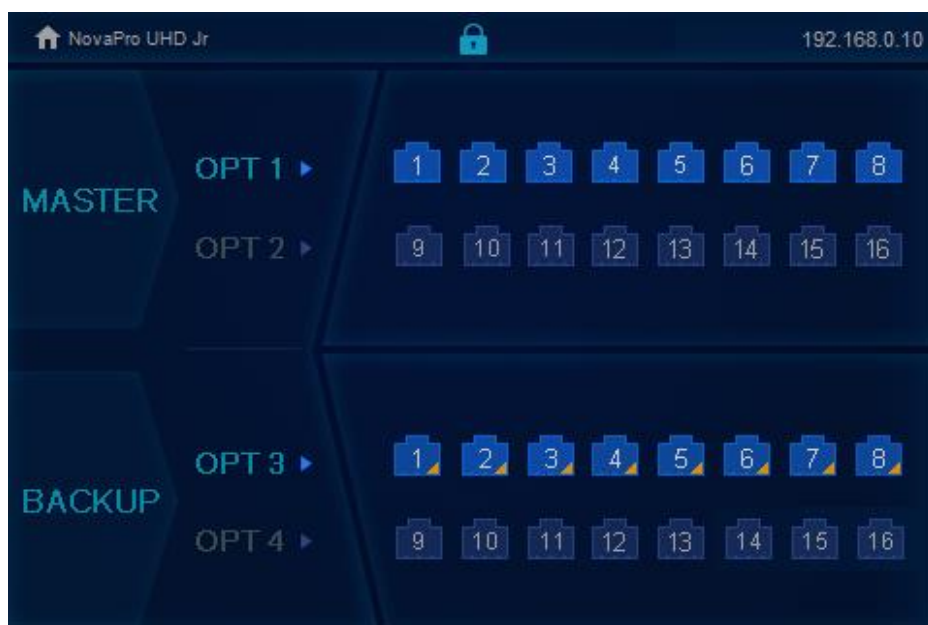 NovaPro UHD Jr 192.168.0.10
MASTER
OPT 1 1 2 3 4 5 6 7 8
OPT 2 9 10 11 12 13 14 15 16
BACKUP
OPT 3 1 2 3 4 5 6 7 8
OPT 4 9 10 11 12 13 14 15 16